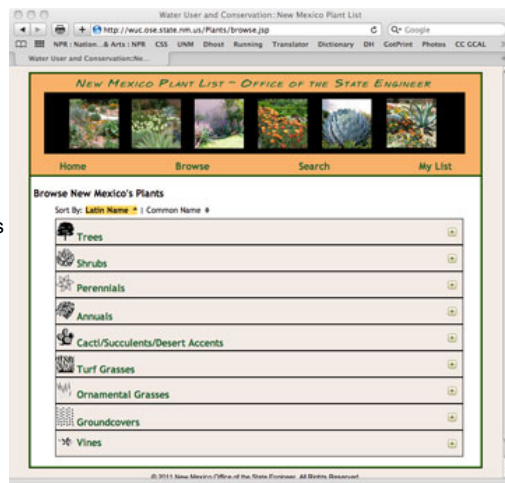 Water User and Conservation::New Mexico Plant List
http://wuc.ose.state.nm.us/Plants/browse.jsp
Google
NPR : Nation...& Arts : NPR CSS UNM Dhost Running Translator Dictionary DH GotPrint Photos CC GCAL
Water User and Conservation::Ne...
NEW MEXICO PLANT LIST ~ OFFICE OF THE STATE ENGINEER
Home Browse Search My List
Browse New Mexico's Plants
Sort By: Latin Name | Common Name
s
Trees
Shrubs
Perennials
Annuals
Cacti/Succulents/Desert Accents
Turf Grasses
Ornamental Grasses
Groundcovers
Vines
© 2011 New Mexico Office of the State Engineer. All Rights Reserved.